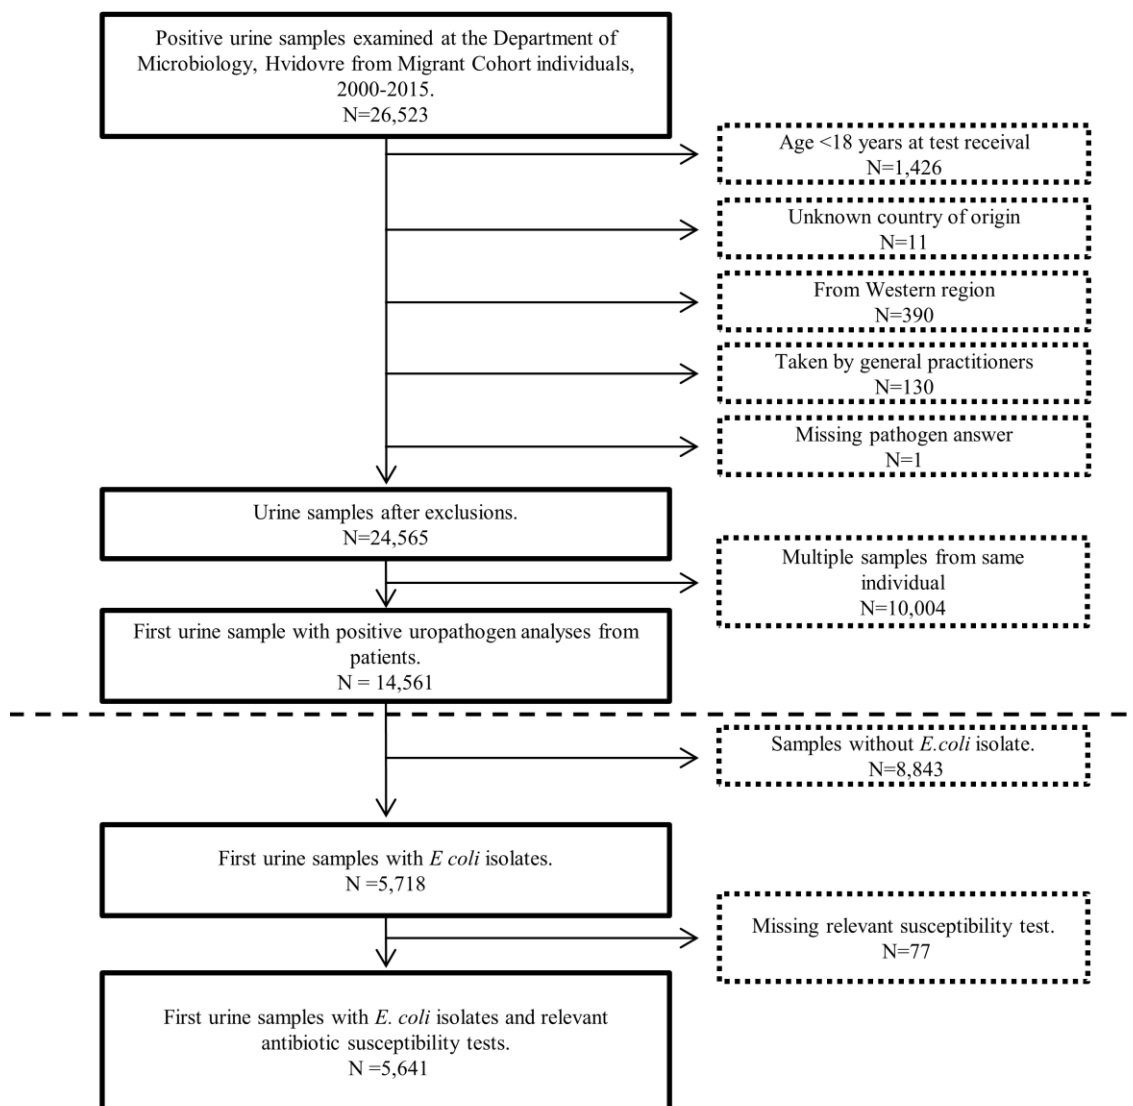 Positive urine samples examined at the Department of
Microbiology, Hvidovre from Migrant Cohort individuals,
2000-2015.
N=26,523
Age <18 years at test receival
N=1,426
Unknown country of origin
N=11
From Western region
N=390
Taken by general practitioners
N=130
Missing pathogen answer
N=1
Urine samples after exclusions.
N=24,565
Multiple samples from same
individual
N=10,004
First urine sample with positive uropathogen analyses from
patients.
N = 14,561
Samples without E.coli isolate.
N=8,843
First urine samples with E coli isolates.
N =5,718
Missing relevant susceptibility test.
N=77
First urine samples with E. coli isolates and relevant
antibiotic susceptibility tests.
N =5,641